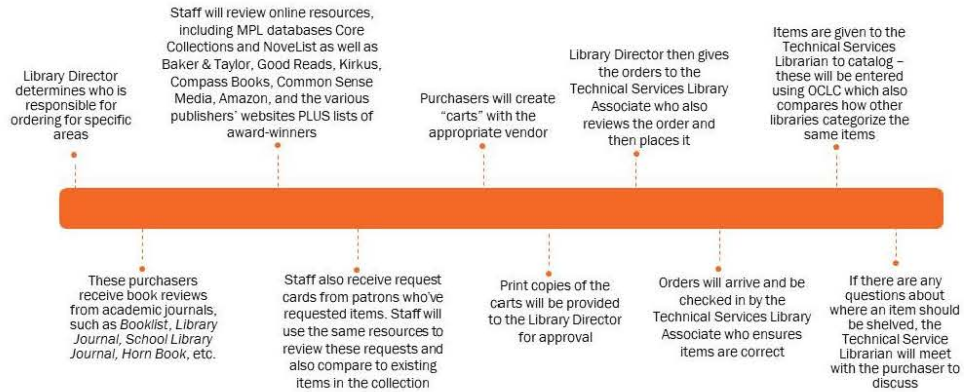 Library Director
determines who is
responsible for
ordering for specific
areas
These purchasers
receive book reviews
from academic journals,
such as Booklist, Library
Journal, School Library
Journal, Horn Book, etc.
Staff will review online resources,
including MPL databases Core
Collections and NoveList as well as
Baker & Taylor, Good Reads, Kirkus,
Compass Books, Common Sense
Media, Amazon, and the various
publishers' websites PLUS lists of
award-winners
Staff also receive request
cards from patrons who've
requested items. Staff will
use the same resources to
review these requests and
also compare to existing
items in the collection
Purchasers will create
"carts" with the
appropriate vendor
Print copies of the
carts will be provided
to the Library Director
for approval
Library Director then gives
the orders to the
Technical Services Library
Associate who also
reviews the order and
then places it
Orders will arrive and be
checked in by the
Technical Services Library
Associate who ensures
items are correct
Items are given to the
Technical Services
Librarian to catalog –
these will be entered
using OCLC which also
compares how other
libraries categorize the
same items
If there are any
questions about
where an item should
be shelved, the
Technical Service
Librarian will meet
with the purchaser to
discuss